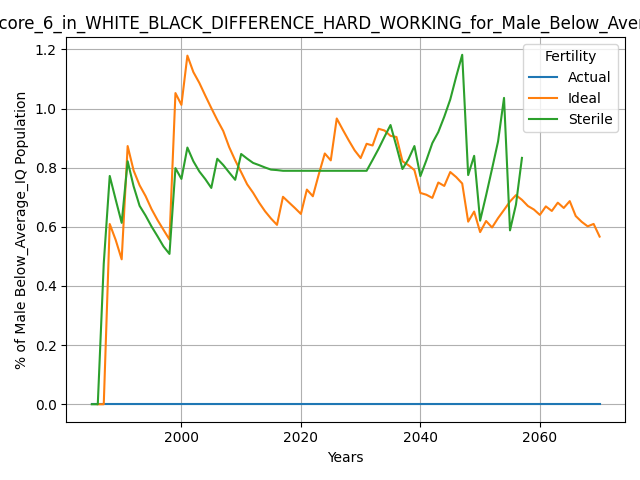 core_6_in_WHITE_BLACK_DIFFERENCE_HARD_WORKING_for_Male_Below_Aver
Fertility
Actual
Ideal
Sterile
% of Male Below_Average_IQ Population
1.2
1.0
0.8
0.6
0.4
0.2
0.0
2000
2020
2040
2060
Years